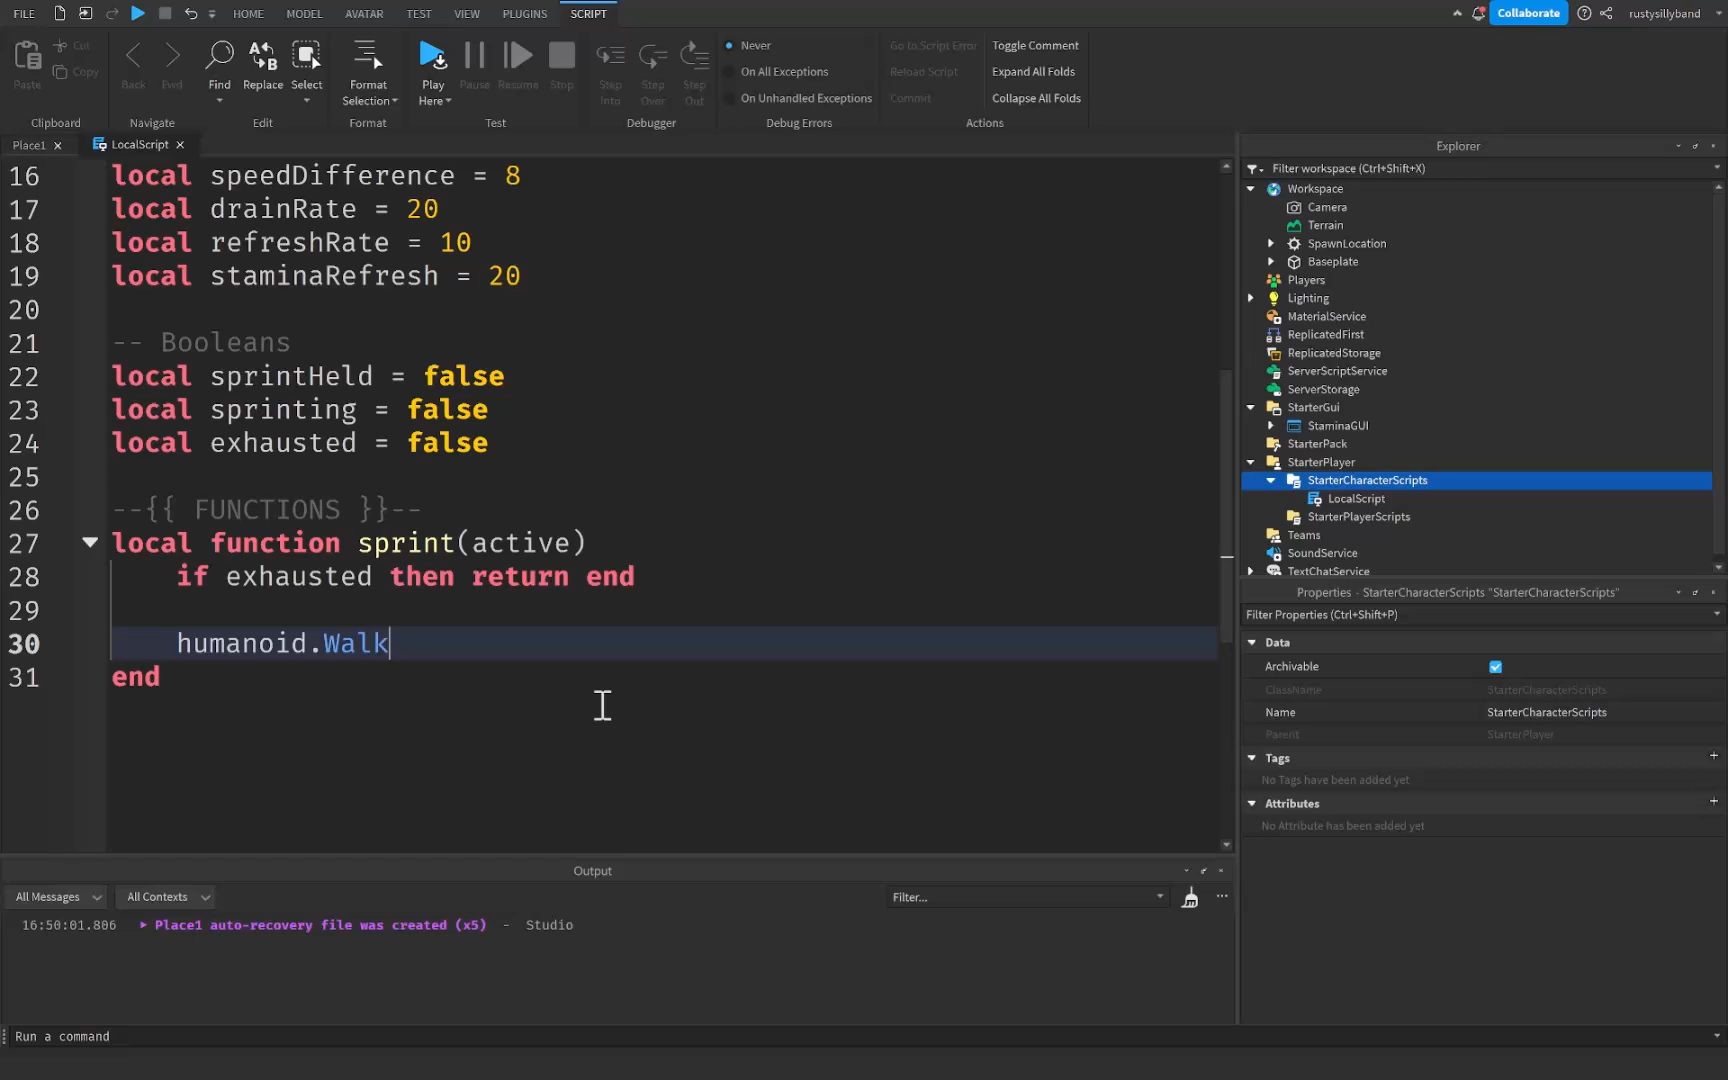 FILE HOME MODEL AVATAR TEST VIEW PLUGINS SCRIPT Collaborate rustysillyband
Paste Cut Copy Back Fwd Find Replace Select Format Selection Play Here Pause Resume Stop Step Into Step Over Step Out
Never On All Exceptions On Unhandled Exceptions
Go to Script Error Reload Script Commit
Toggle Comment Expand All Folds Collapse All Folds
Clipboard Navigate Edit Format Test Debugger Debug Errors Actions
Place1 LocalScript
16 local speedDifference = 8
17 local drainRate = 20
18 local refreshRate = 10
19 local staminaRefresh = 20
20
21 -- Booleans
22 local sprintHeld = false
23 local sprinting = false
24 local exhausted = false
25
26 --{{ FUNCTIONS }}--
27 local function sprint(active)
28 if exhausted then return end
29
30 humanoid.Walk
31 end
Output
All Messages All Contexts Filter...
16:50:01.806 Place1 auto-recovery file was created (x5) - Studio
Run a command
Explorer
Filter workspace (Ctrl+Shift+X)
Workspace
Camera
Terrain
SpawnLocation
Baseplate
Players
Lighting
MaterialService
ReplicatedFirst
ReplicatedStorage
ServerScriptService
ServerStorage
StarterGui
StaminaGUI
StarterPack
StarterPlayer
StarterCharacterScripts
LocalScript
StarterPlayerScripts
Teams
SoundService
TextChatService
Properties - StarterCharacterScripts "StarterCharacterScripts"
Filter Properties (Ctrl+Shift+P)
Data
Archivable
ClassName StarterCharacterScripts
Name StarterCharacterScripts
Parent StarterPlayer
Tags
No Tags have been added yet
Attributes
No Attribute has been added yet